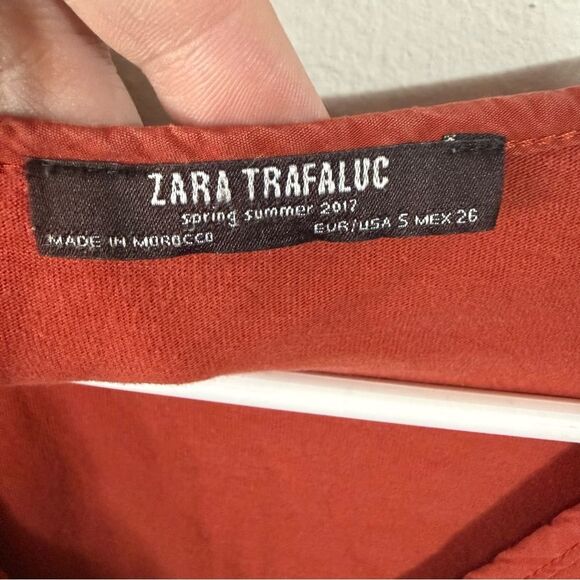 ZARA TRAFALUC
spring summer 2017
MADE IN MOROCCO
EUR/USA S MEX 26